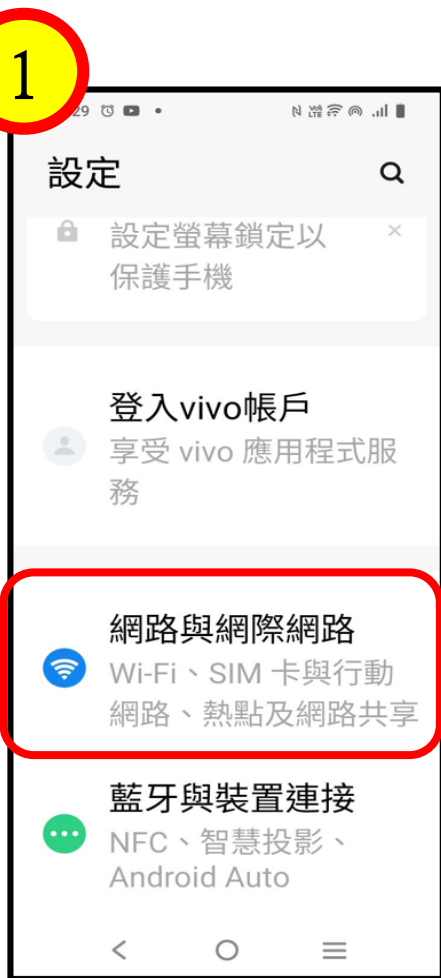 1
29
VoD LTE
設定
設定螢幕鎖定以
保護手機
登入vivo帳戶
享受 vivo 應用程式服
務
網路與網際網路
Wi-Fi、SIM 卡與行動
網路、熱點及網路共享
藍牙與裝置連接
NFC、智慧投影、
Android Auto